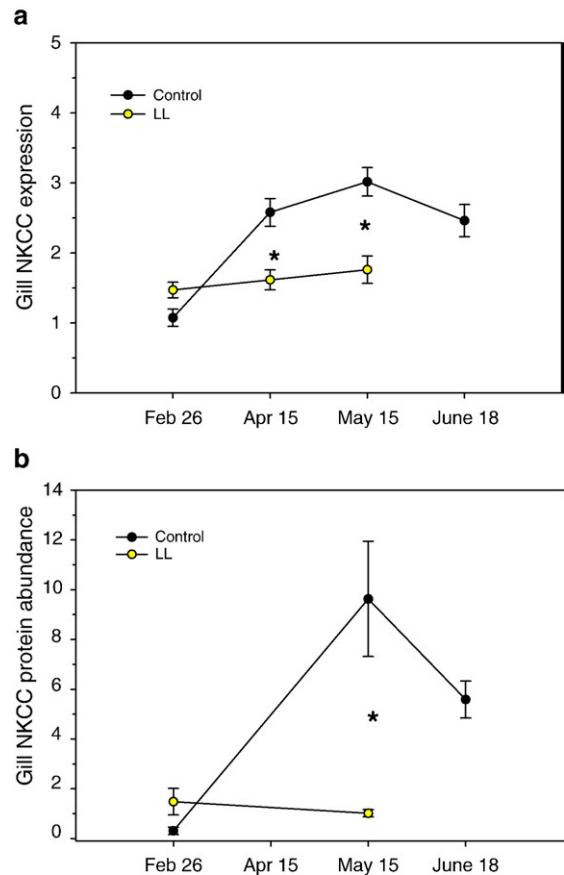 a
5
4
3
2
1
0
Gill NKCC expression
Control
LL
*
*
Feb 26 Apr 15 May 15 June 18
b
14
12
10
8
6
4
2
0
Gill NKCC protein abundance
Control
LL
*
Feb 26 Apr 15 May 15 June 18